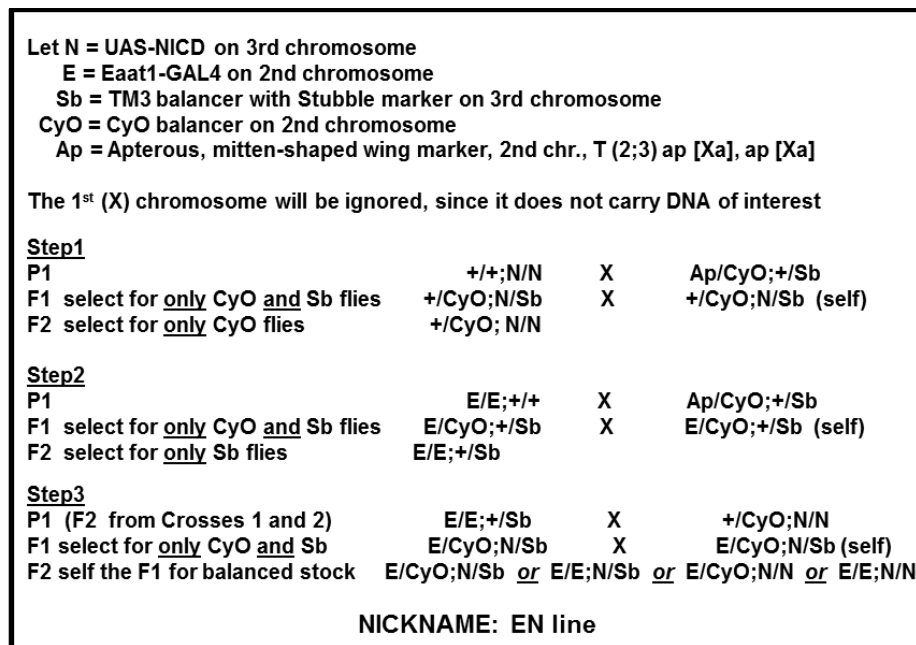 Let N = UAS-NICD on 3rd chromosome
E = Eaat1-GAL4 on 2nd chromosome
Sb = TM3 balancer with Stubble marker on 3rd chromosome
CyO = CyO balancer on 2nd chromosome
Ap = Apterous, mitten-shaped wing marker, 2nd chr., T (2;3) ap [Xa], ap [Xa]
The 1st (X) chromosome will be ignored, since it does not carry DNA of interest
Step1
P1 +/+;N/N X Ap/CyO;+/Sb
F1 select for only CyO and Sb flies +/CyO;N/Sb X +/CyO;N/Sb (self)
F2 select for only CyO flies +/CyO; N/N
Step2
P1 E/E;+/+ X Ap/CyO;+/Sb
F1 select for only CyO and Sb flies E/CyO;+/Sb X E/CyO;+/Sb (self)
F2 select for only Sb flies E/E;+/Sb
Step3
P1 (F2 from Crosses 1 and 2) E/E;+/Sb X +/CyO;N/N
F1 select for only CyO and Sb E/CyO;N/Sb X E/CyO;N/Sb (self)
F2 self the F1 for balanced stock E/CyO;N/Sb or E/E;N/Sb or E/CyO;N/N or E/E;N/N
NICKNAME: EN line